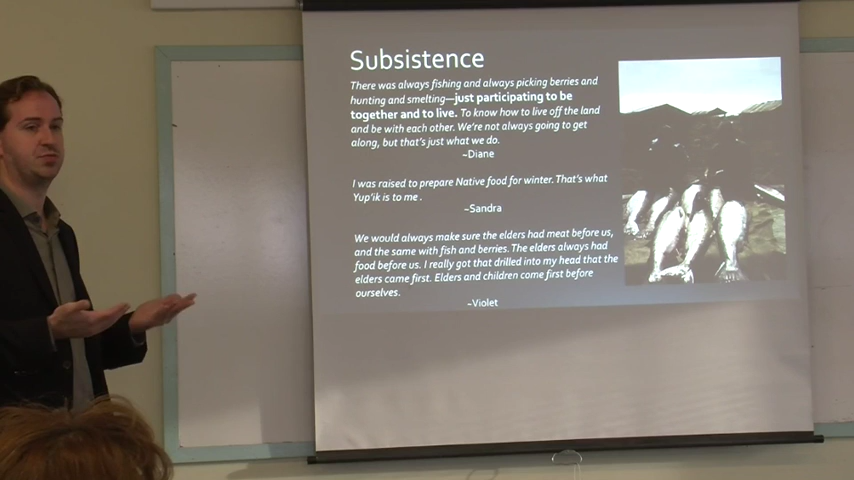 Subsistence
There was always fishing and always picking berries and
hunting and smelting—just participating to be
together and to live. To know how to live off the land
and be with each other. We're not always going to get
along, but that's just what we do.
~Diane
I was raised to prepare Native food for winter. That's what
Yup'ik is to me .
~Sandra
We would always make sure the elders had meat before us,
and the same with fish and berries. The elders always had
food before us. I really got that drilled into my head that the
elders came first. Elders and children come first before
ourselves.
~Violet